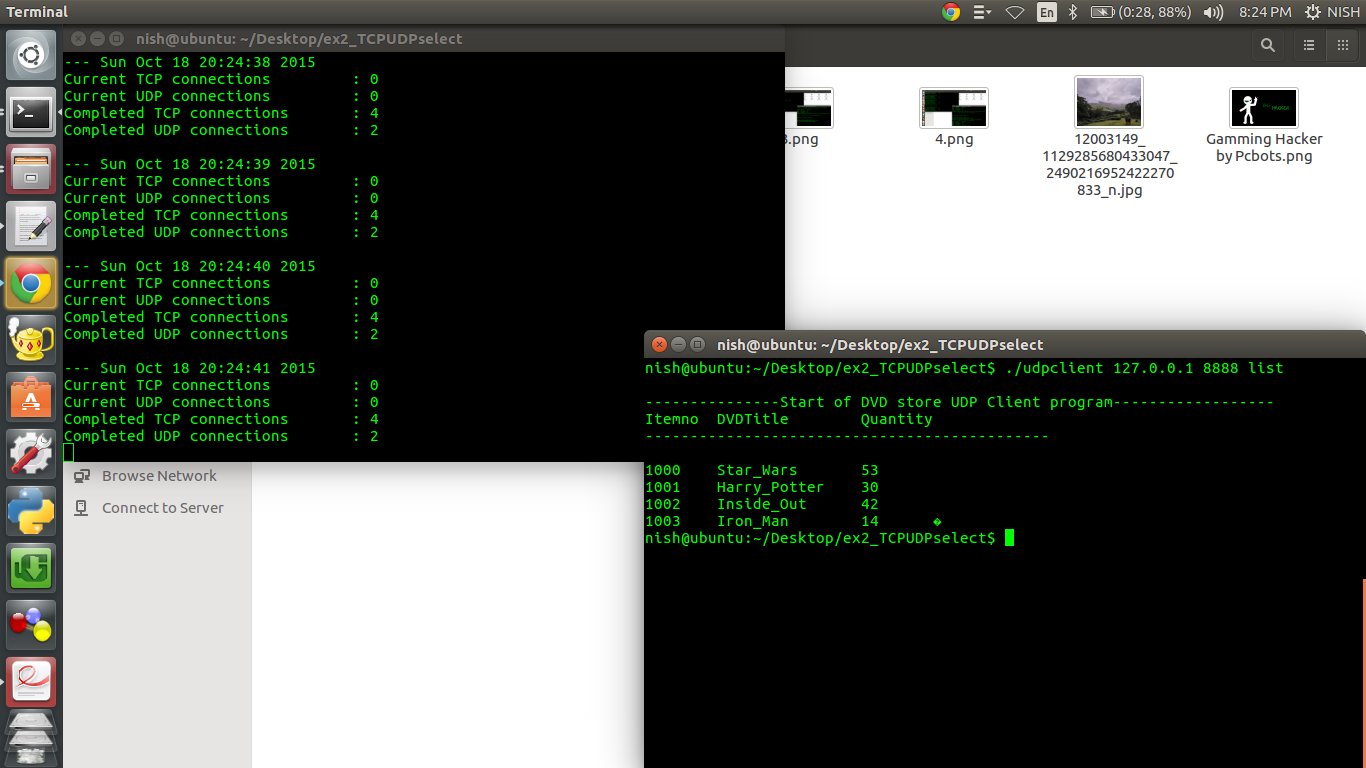 Terminal
En
(0:28, 88%)
8:24 PM
NISH
nish@ubuntu: ~/Desktop/ex2_TCPUDPselect
--- Sun Oct 18 20:24:38 2015
Current TCP connections : 0
Current UDP connections : 0
Completed TCP connections : 4
Completed UDP connections : 2
--- Sun Oct 18 20:24:39 2015
Current TCP connections : 0
Current UDP connections : 0
Completed TCP connections : 4
Completed UDP connections : 2
--- Sun Oct 18 20:24:40 2015
Current TCP connections : 0
Current UDP connections : 0
Completed TCP connections : 4
Completed UDP connections : 2
--- Sun Oct 18 20:24:41 2015
Current TCP connections : 0
Current UDP connections : 0
Completed TCP connections : 4
Completed UDP connections : 2
3.png
4.png
12003149_
1129285680433047_
2490216952422270
833_n.jpg
Gamming Hacker
by Pcbots.png
Browse Network
Connect to Server
nish@ubuntu: ~/Desktop/ex2_TCPUDPselect
nish@ubuntu:~/Desktop/ex2_TCPUDPselect$ ./udpclient 127.0.0.1 8888 list
---------------Start of DVD store UDP Client program------------------
Itemno DVDTitle Quantity
---------------------------------------------
1000 Star_Wars 53
1001 Harry_Potter 30
1002 Inside_Out 42
1003 Iron_Man 14 �
nish@ubuntu:~/Desktop/ex2_TCPUDPselect$